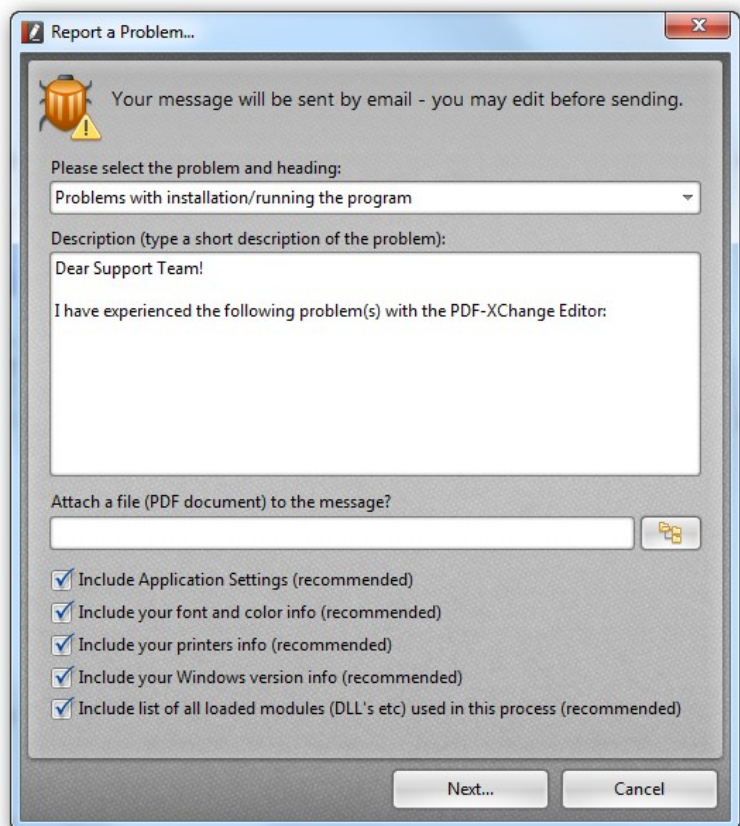 Report a Problem...
Your message will be sent by email - you may edit before sending.
Please select the problem and heading:
Problems with installation/running the program
Description (type a short description of the problem):
Dear Support Team!
I have experienced the following problem(s) with the PDF-XChange Editor:
Attach a file (PDF document) to the message?
Include Application Settings (recommended)
Include your font and color info (recommended)
Include your printers info (recommended)
Include your Windows version info (recommended)
Include list of all loaded modules (DLL's etc) used in this process (recommended)
Next...
Cancel